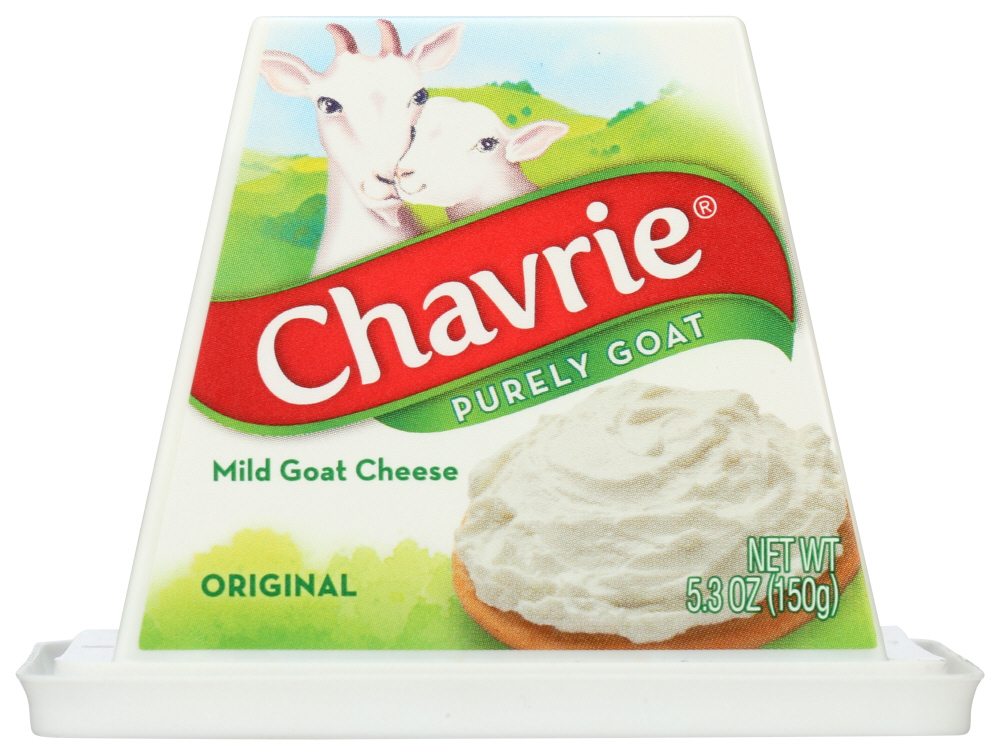 Chavrie®
PURELY GOAT
Mild Goat Cheese
ORIGINAL
NET WT
5.3 OZ (150g)